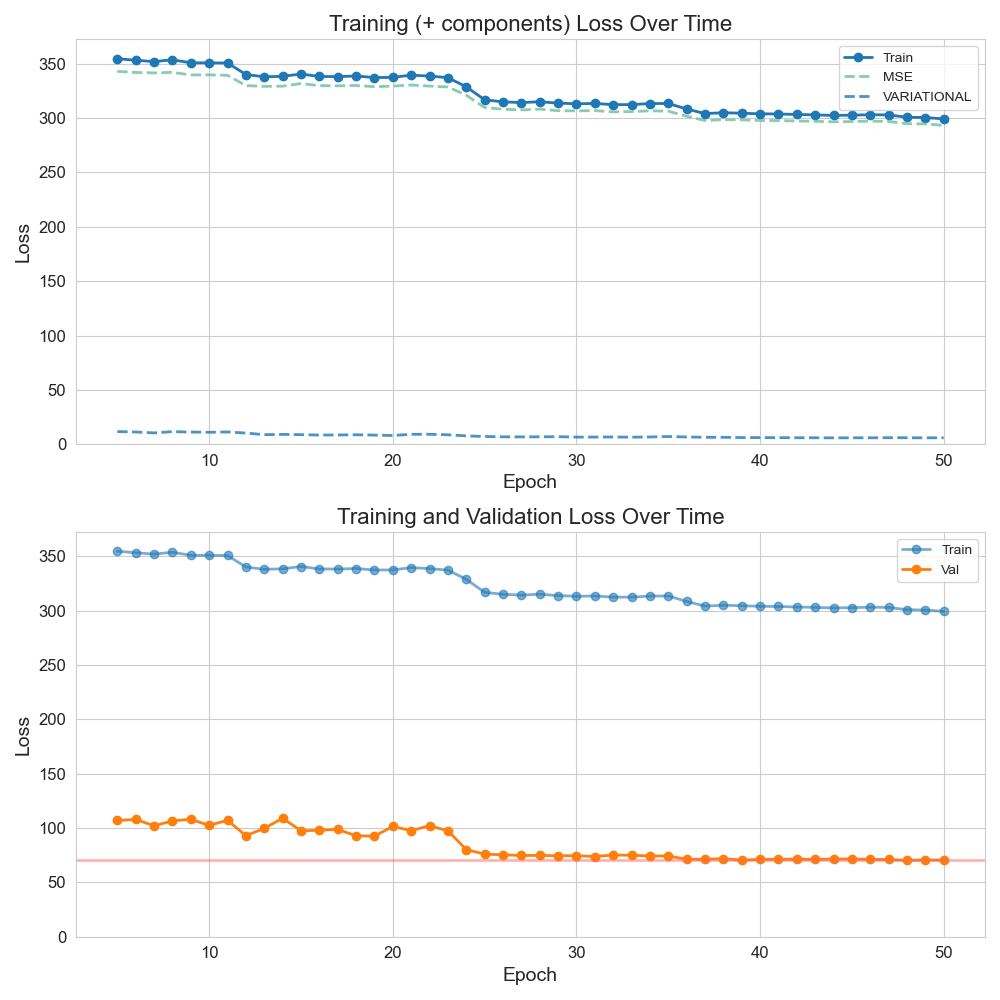 Training (+ components) Loss Over Time
Loss
350
300
250
200
150
100
50
0
Train
MSE
VARIATIONAL
10 20 30 40 50
Epoch
Training and Validation Loss Over Time
Loss
350
300
250
200
150
100
50
0
Train
Val
10 20 30 40 50
Epoch